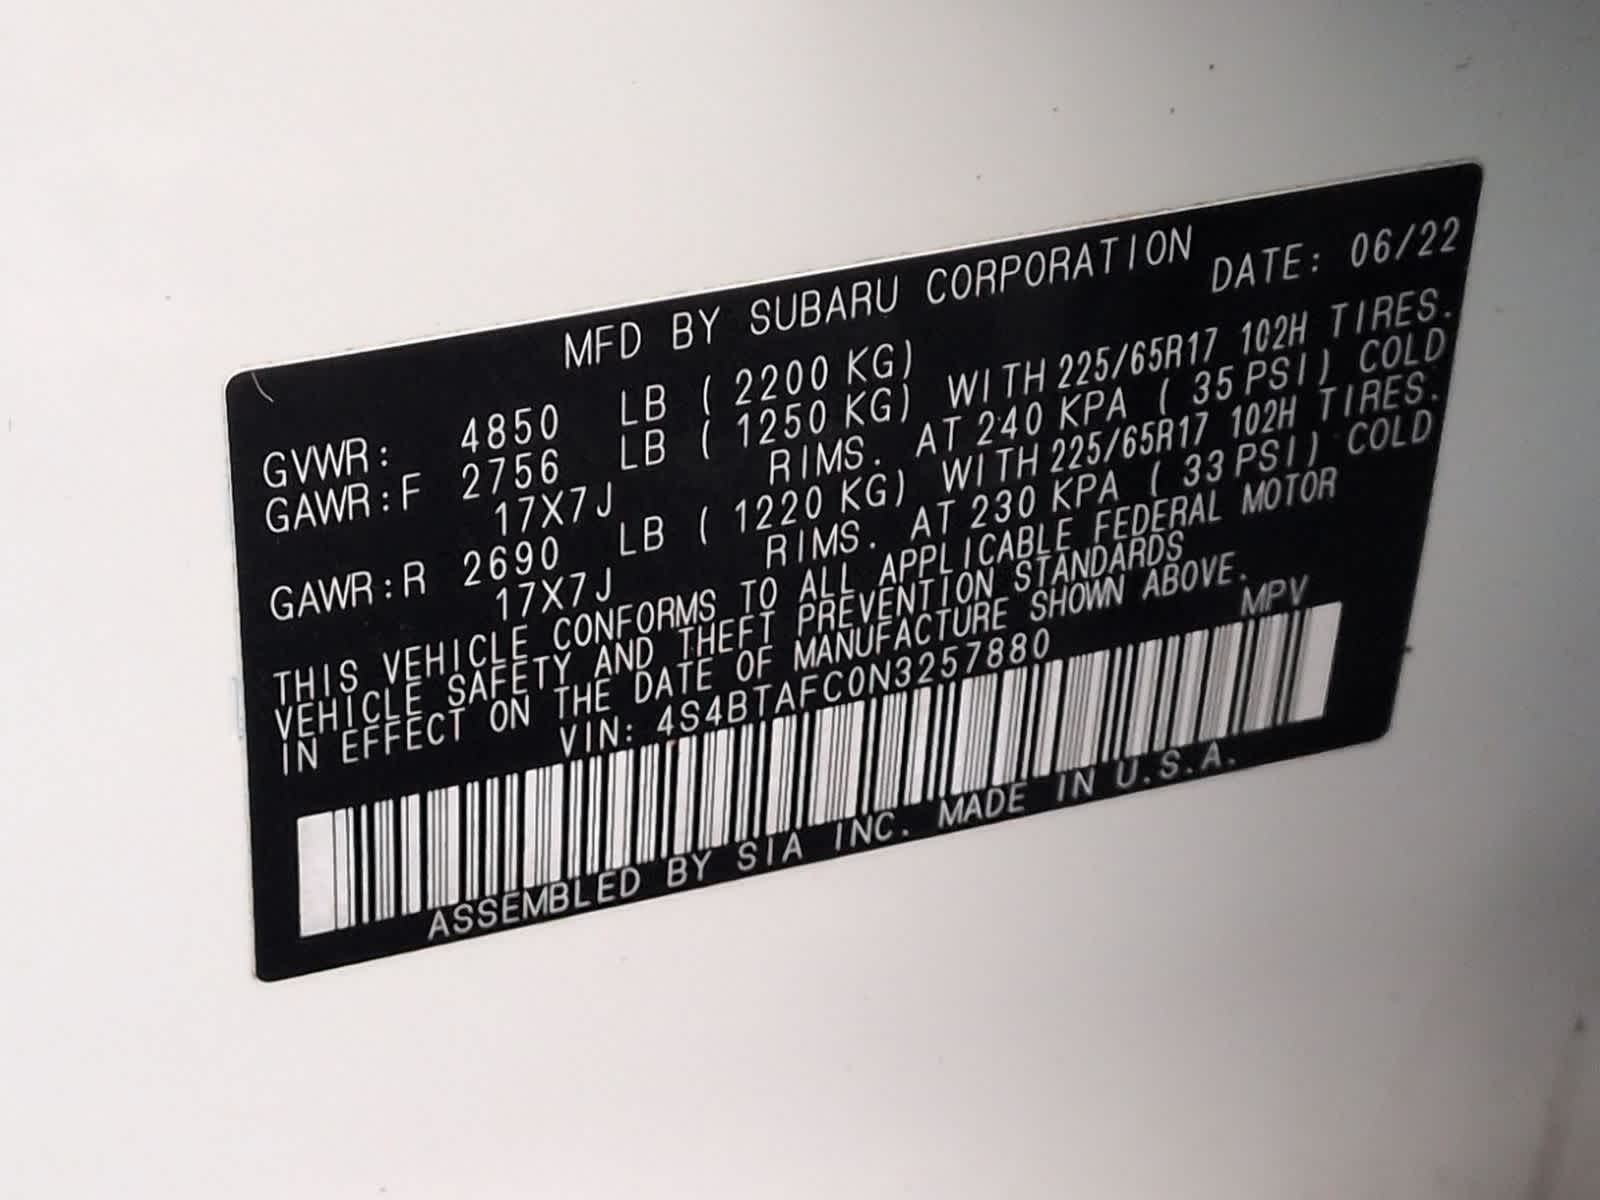 MFD BY SUBARU CORPORATION DATE: 06/22
GVWR: 4850 LB ( 2200 KG)
GAWR:F 2756 LB ( 1250 KG) WITH 225/65R17 102H TIRES.
17X7J RIMS. AT 240 KPA ( 35 PSI) COLD
GAWR:R 2690 LB ( 1220 KG) WITH 225/65R17 102H TIRES.
17X7J RIMS. AT 230 KPA ( 33 PSI) COLD
THIS VEHICLE CONFORMS TO ALL APPLICABLE FEDERAL MOTOR
VEHICLE SAFETY AND THEFT PREVENTION STANDARDS
IN EFFECT ON THE DATE OF MANUFACTURE SHOWN ABOVE.
VIN: 4S4BTAFC0N3257880 MPV
ASSEMBLED BY SIA INC. MADE IN U.S.A.